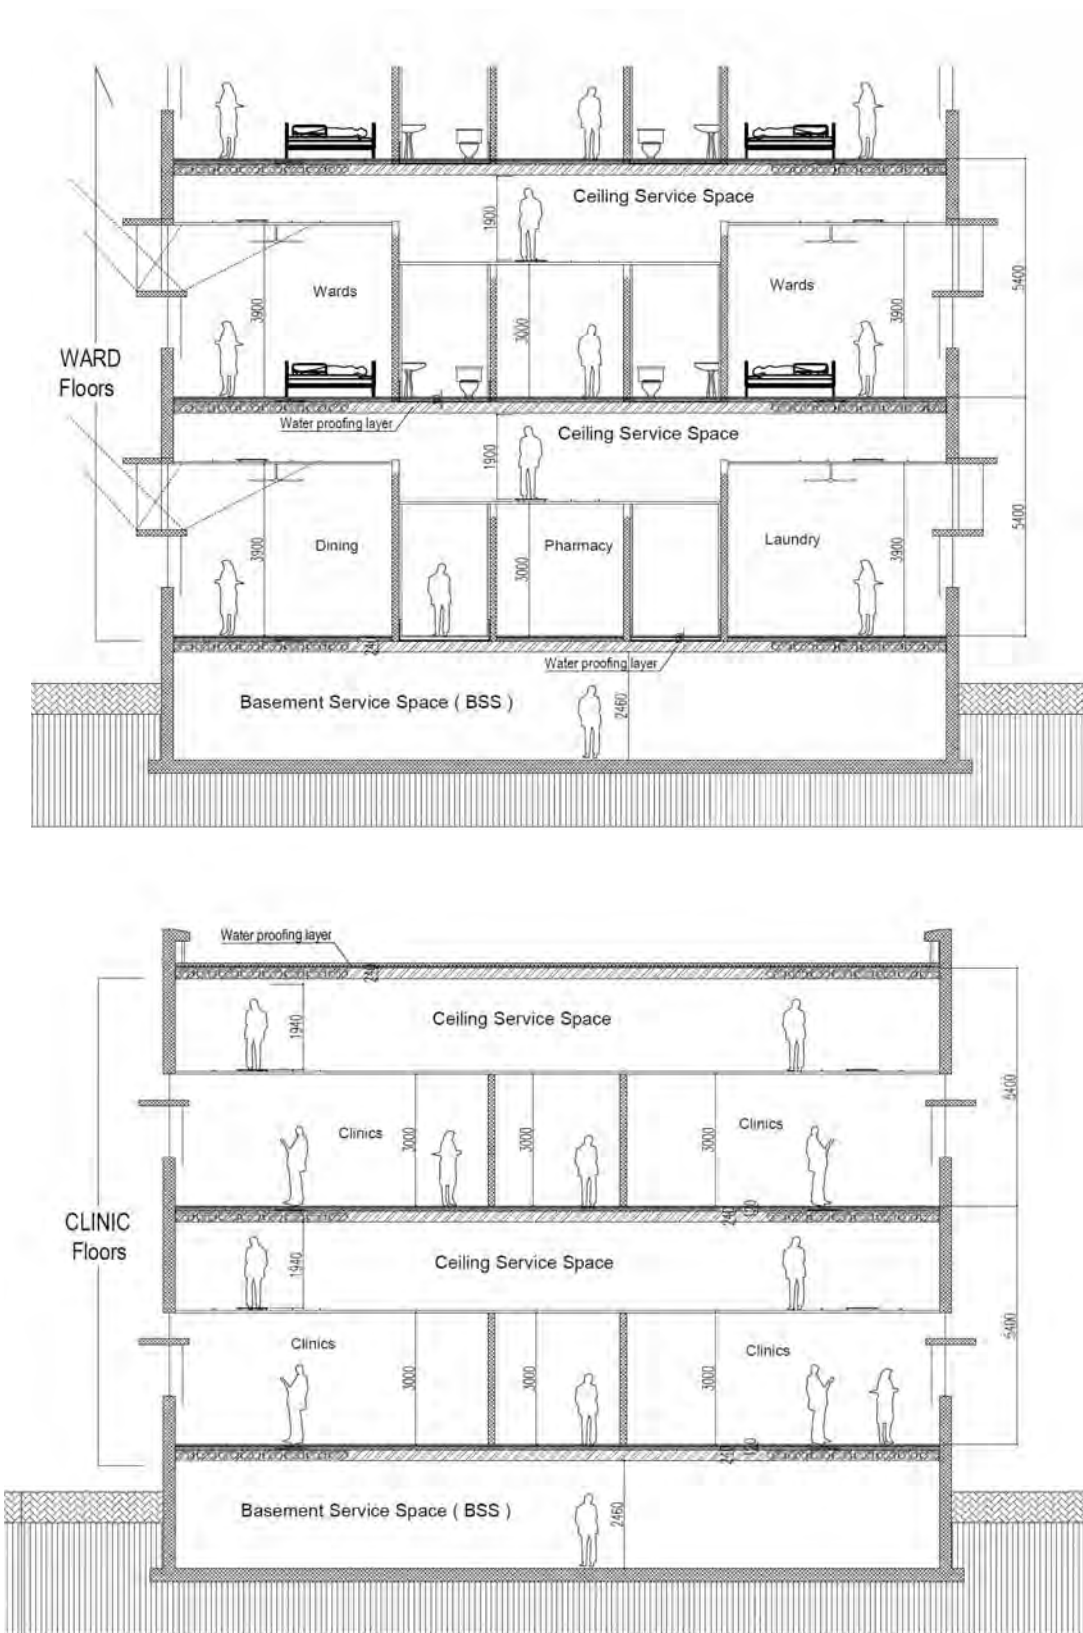 Ceiling Service Space
1900
5400
Wards
Wards
3900
3000
3900
WARD
Floors
Water proofing layer
Ceiling Service Space
1900
5400
Dining
Pharmacy
Laundry
3900
3000
3900
240
Water proofing layer
Basement Service Space ( BSS )
2460
Water proofing layer
240
Ceiling Service Space
1940
5400
Clinics
Clinics
3000
3000
3000
CLINIC
Floors
240
120
Ceiling Service Space
1940
5400
Clinics
Clinics
3000
3000
3000
240
120
Basement Service Space ( BSS )
2460